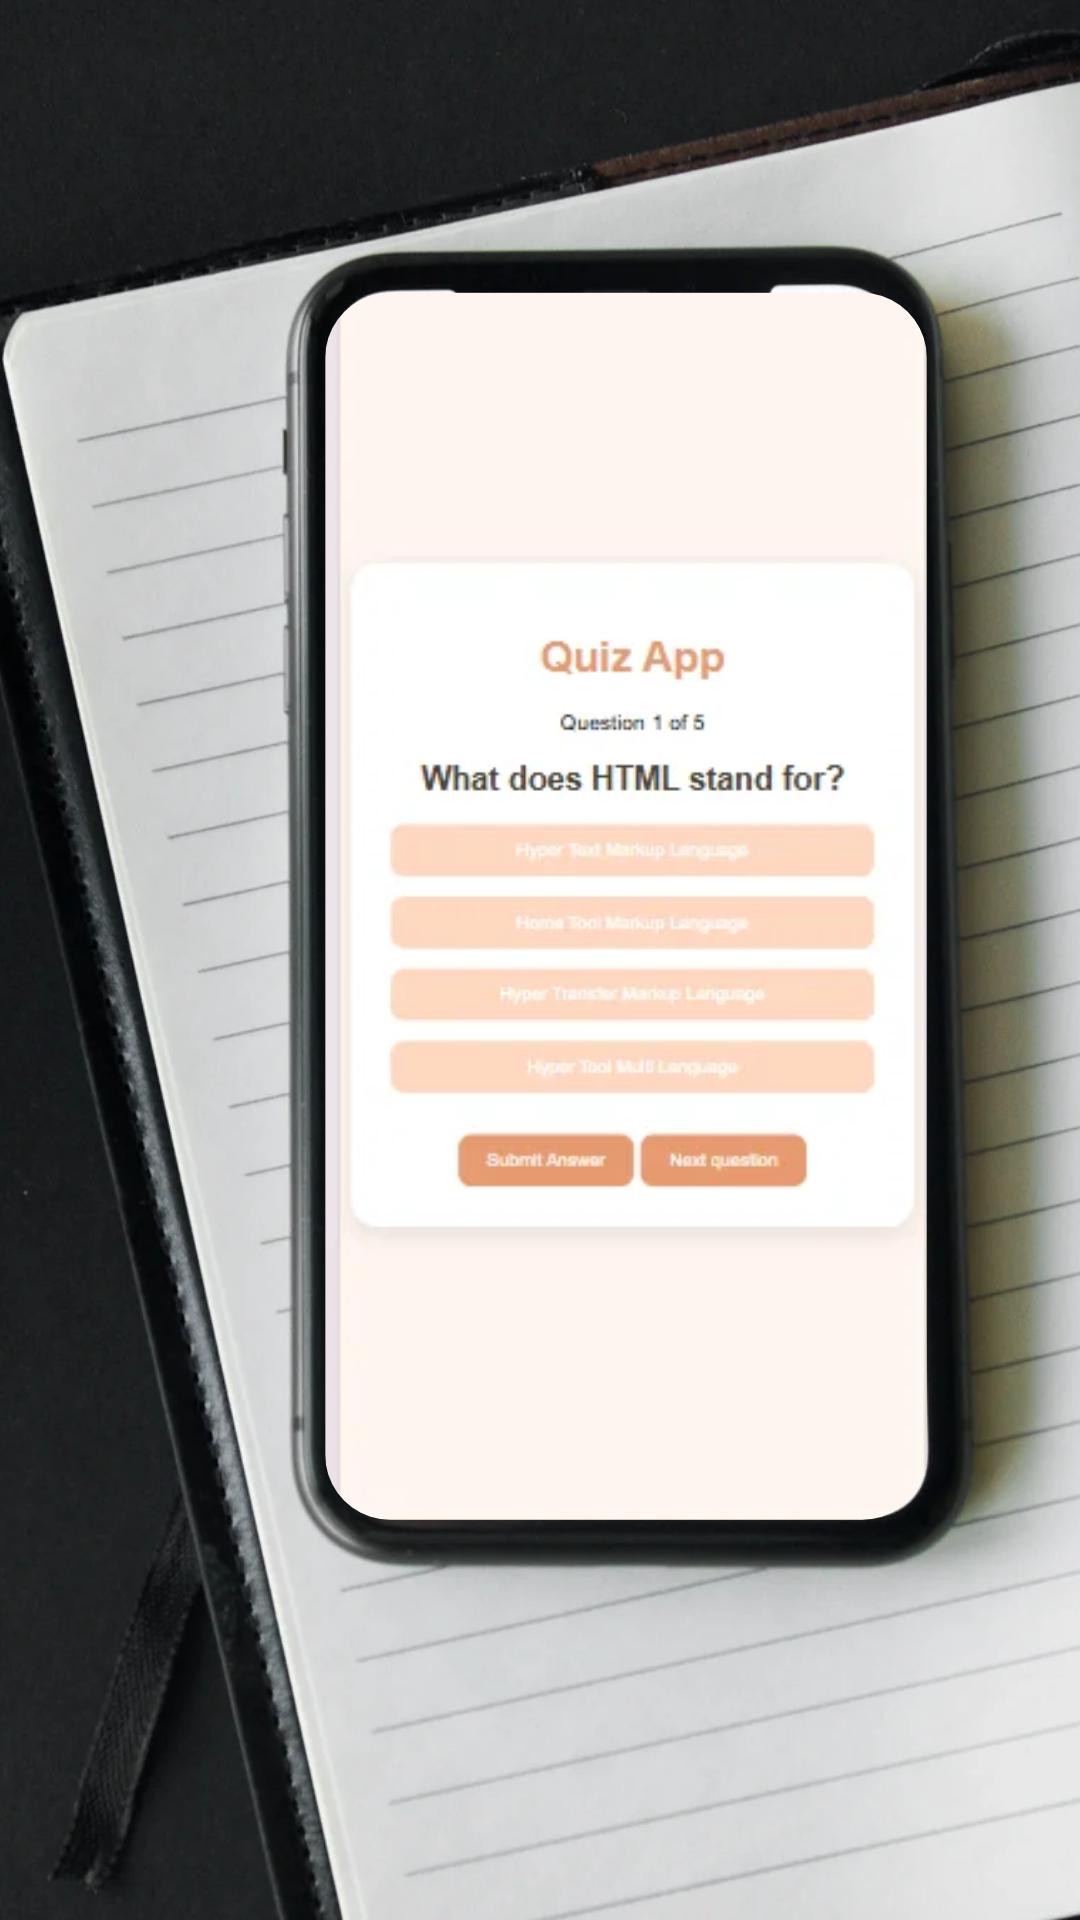 Quiz App
Question 1 of 5
What does HTML stand for?
Hyper Text Markup Language
Home Tool Markup Language
Hyper Transfer Markup Language
Hyper Tool Multi Language
Submit Answer
Next question